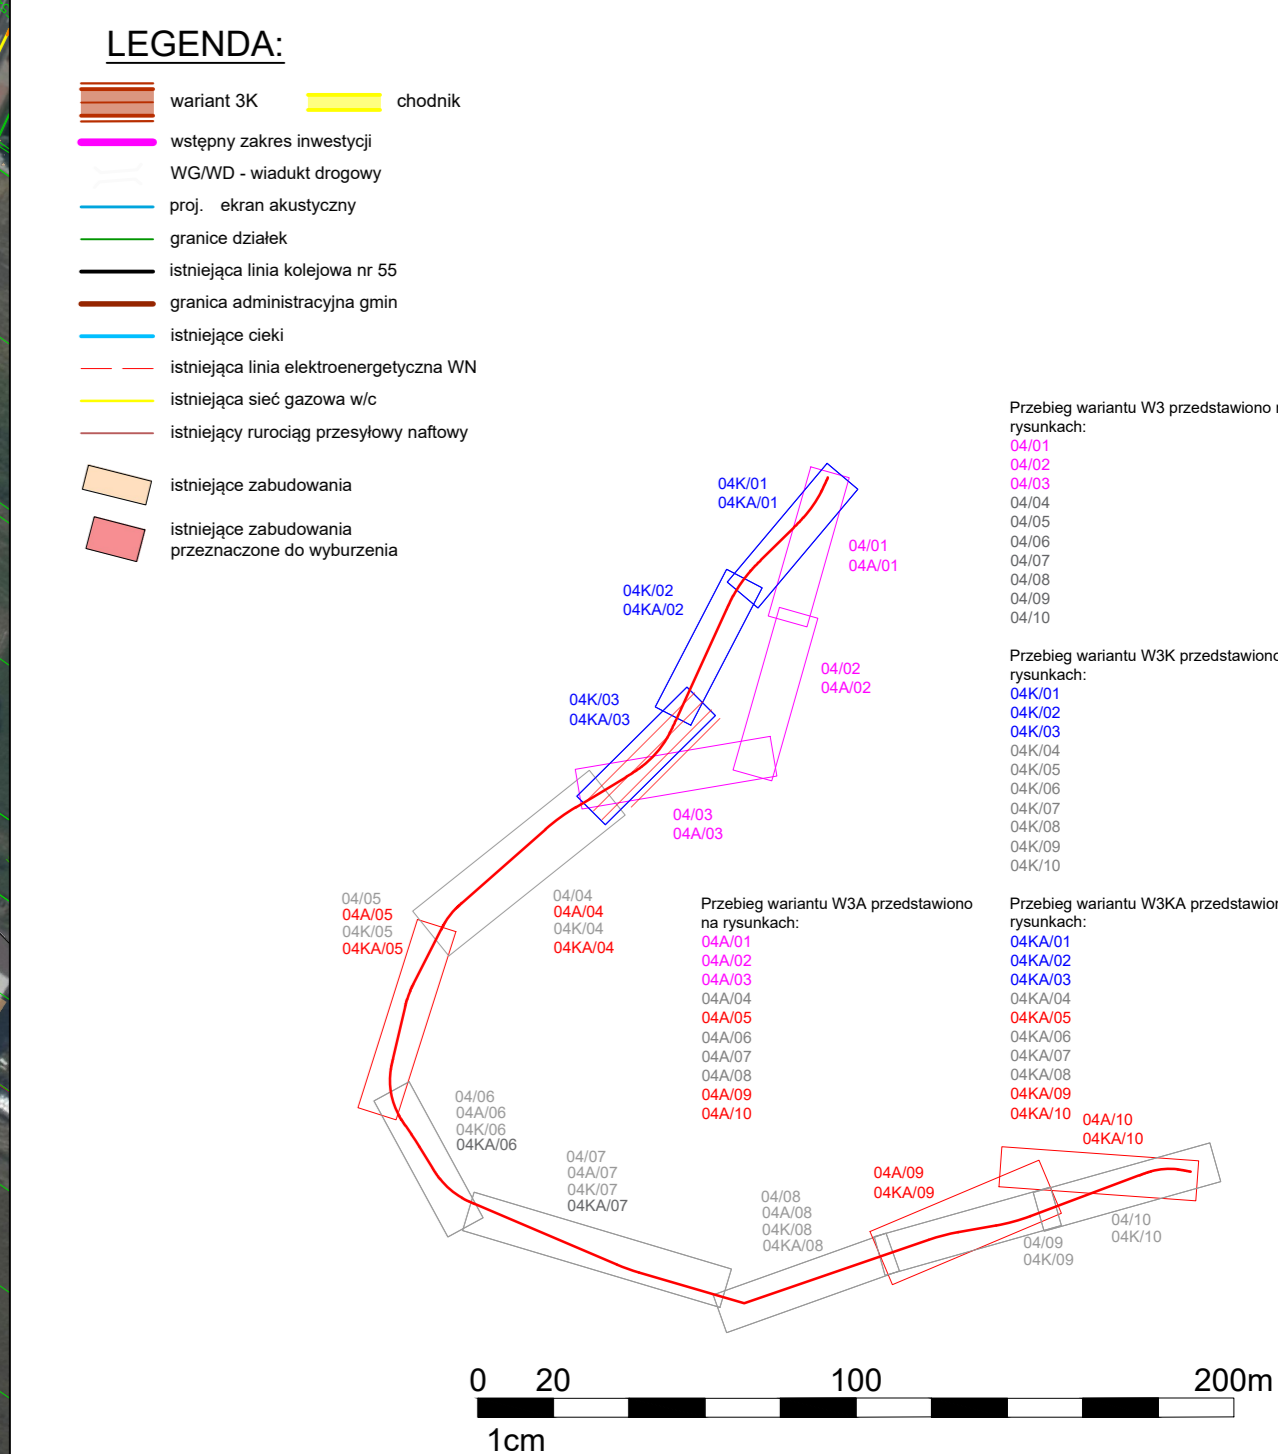 LEGENDA:
wariant 3K
chodnik
wstępny zakres inwestycji
WG/WD - wiadukt drogowy
proj. ekran akustyczny
granice działek
istniejąca linia kolejowa nr 55
granica administracyjna gmin
istniejące cieki
istniejąca linia elektroenergetyczna WN
istniejąca sieć gazowa w/c
istniejący rurociąg przesyłowy naftowy
istniejące zabudowania
istniejące zabudowania
przeznaczone do wyburzenia
04K/01
04KA/01
04/01
04A/01
04K/02
04KA/02
04/02
04A/02
04K/03
04KA/03
04/03
04A/03
04/05
04A/05
04K/05
04KA/05
04/04
04A/04
04K/04
04KA/04
04/06
04A/06
04K/06
04KA/06
04/07
04A/07
04K/07
04KA/07
04/08
04A/08
04K/08
04KA/08
04A/09
04KA/09
04/09
04K/09
04A/10
04KA/10
04/10
04K/10
Przebieg wariantu W3 przedstawiono
rysunkach:
04/01
04/02
04/03
04/04
04/05
04/06
04/07
04/08
04/09
04/10
Przebieg wariantu W3K przedstawiono
rysunkach:
04K/01
04K/02
04K/03
04K/04
04K/05
04K/06
04K/07
04K/08
04K/09
04K/10
Przebieg wariantu W3A przedstawiono
na rysunkach:
04A/01
04A/02
04A/03
04A/04
04A/05
04A/06
04A/07
04A/08
04A/09
04A/10
Przebieg wariantu W3KA przedstawion
rysunkach:
04KA/01
04KA/02
04KA/03
04KA/04
04KA/05
04KA/06
04KA/07
04KA/08
04KA/09
04KA/10
0 20 100 200m
1cm